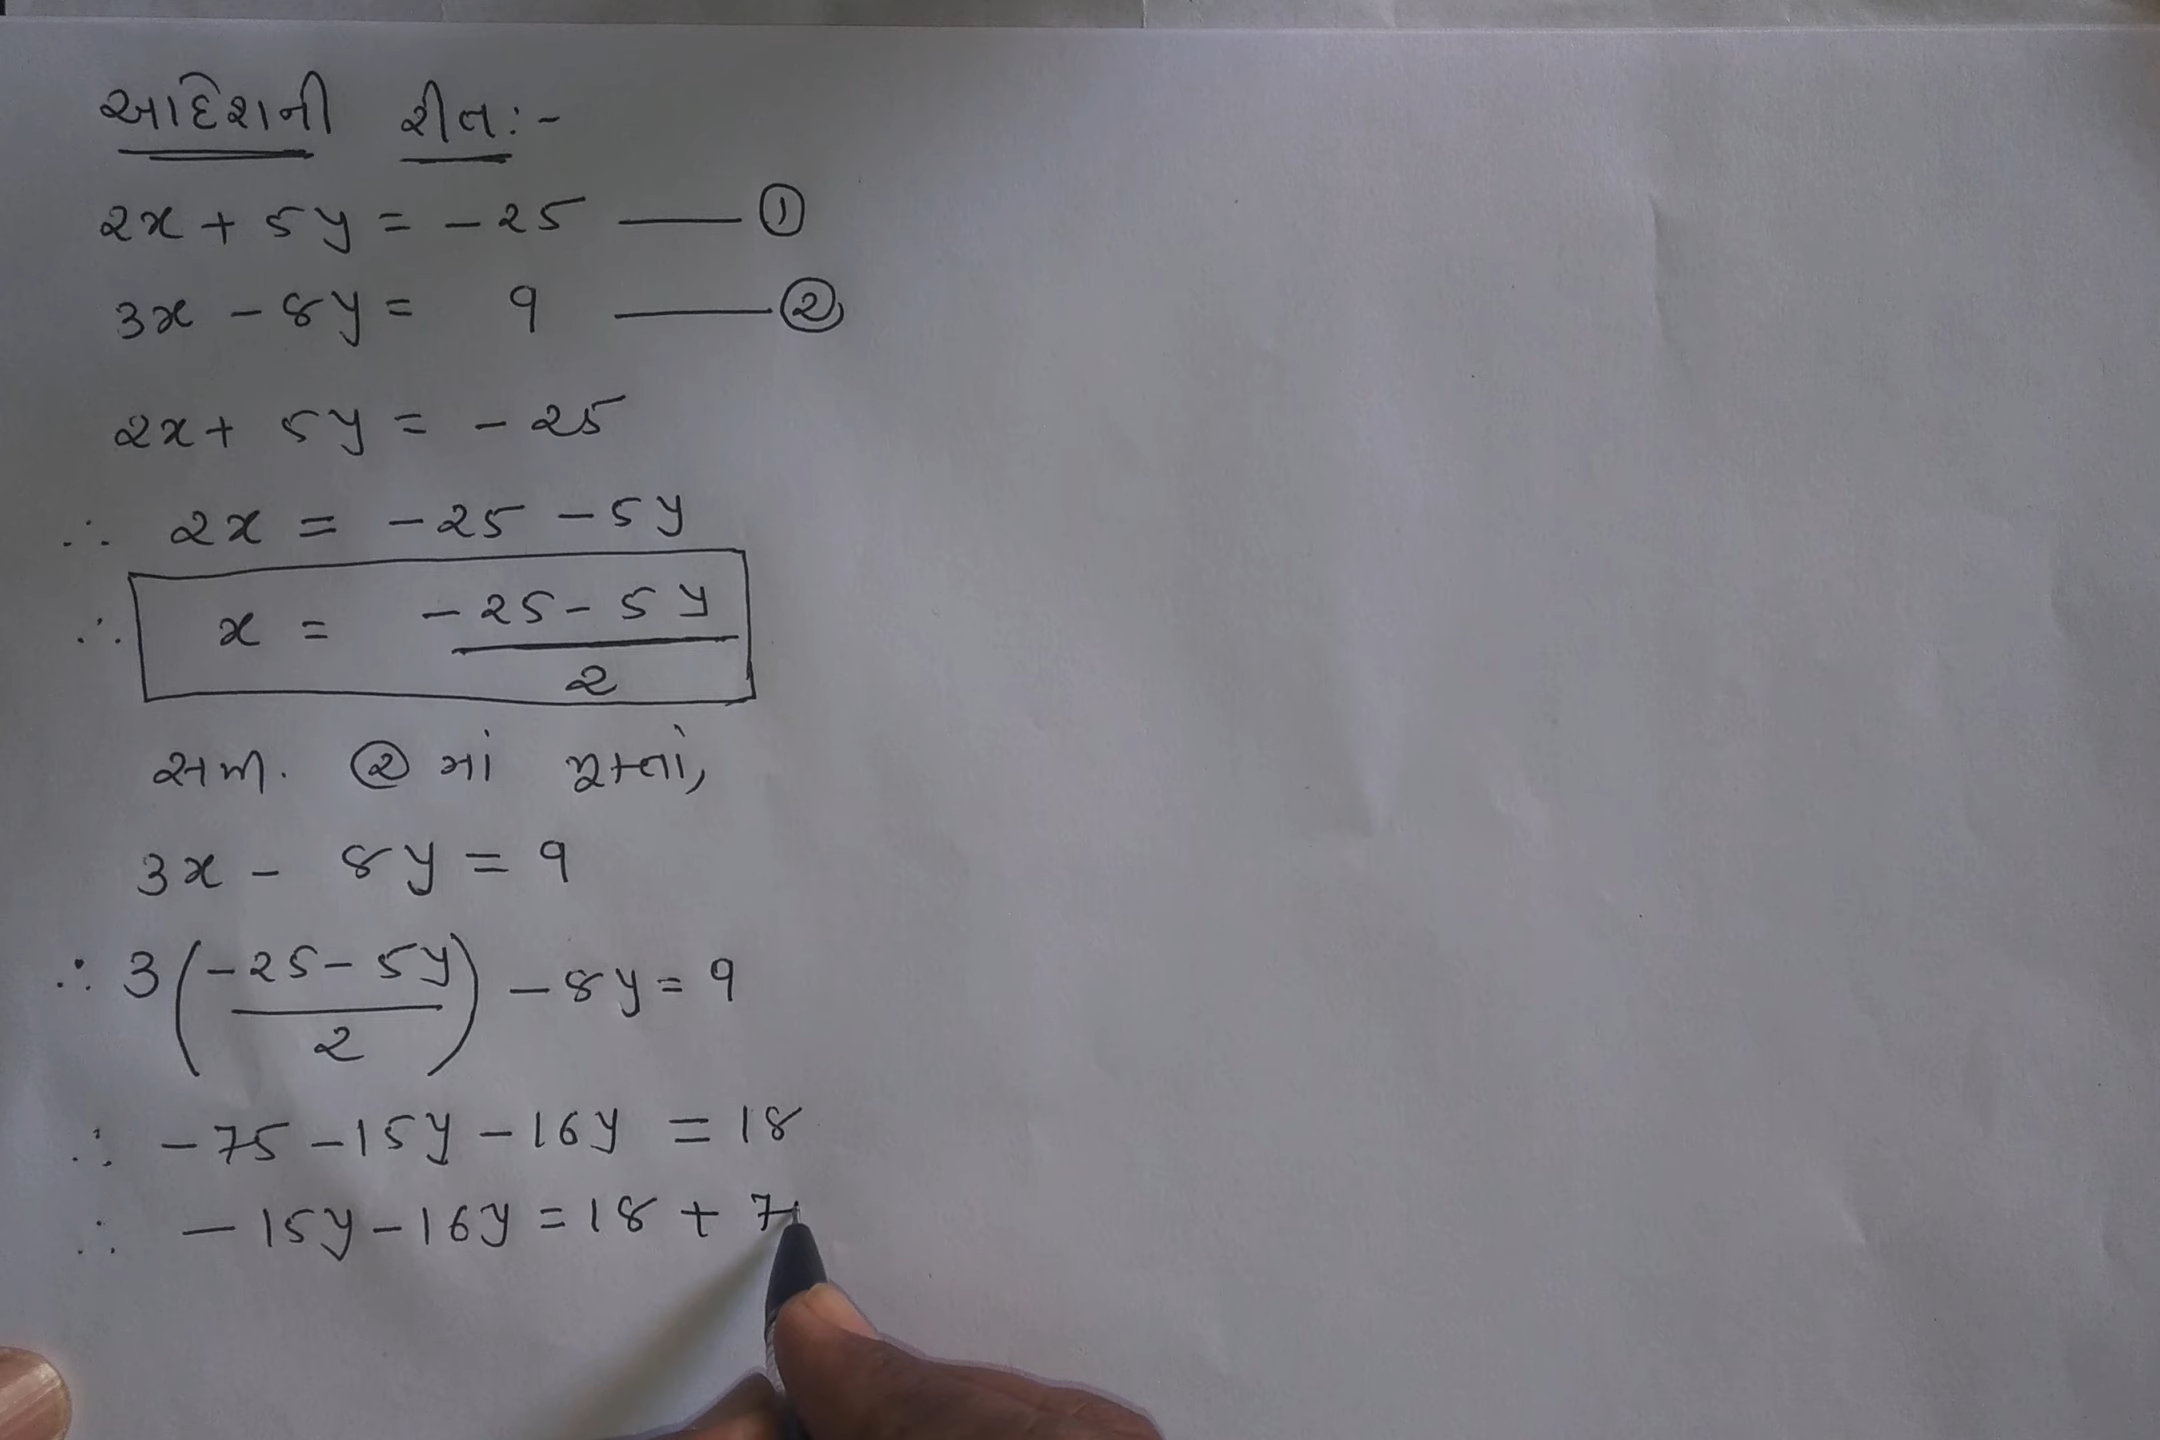 આદેશની રીત:-
2x + 5y = -25 —— ①
3x - 8y = 9 —— ②
2x + 5y = -25
∴ 2x = -25 - 5y
∴ x = (-25 - 5y)/2
સમી. ② માં મૂકતાં,
3x - 8y = 9
∴ 3((-25 - 5y)/2) - 8y = 9
∴ -75 - 15y - 16y = 18
∴ -15y - 16y = 18 + 7